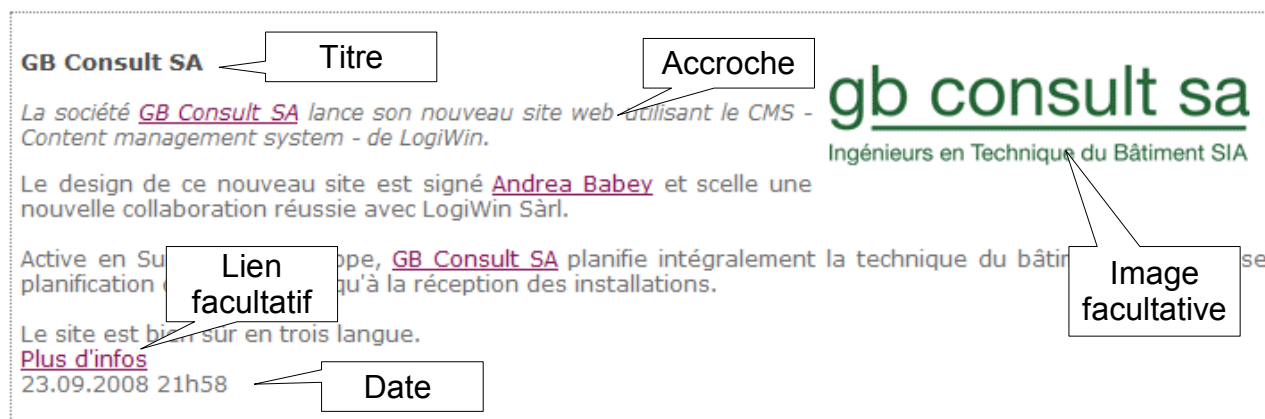 GB Consult SA
Titre
Accroche
La société GB Consult SA lance son nouveau site web utilisant le CMS -
Content management system - de LogiWin.
gb consult sa
Ingénieurs en Technique du Bâtiment SIA
Le design de ce nouveau site est signé Andrea Babey et scelle une
nouvelle collaboration réussie avec LogiWin Sàrl.
Active en Su ope, GB Consult SA planifie intégralement la technique du bâtim se
planification qu'à la réception des installations.
Lien
facultatif
Image
facultative
Le site est bien sûr en trois langue.
Plus d'infos
23.09.2008 21h58
Date